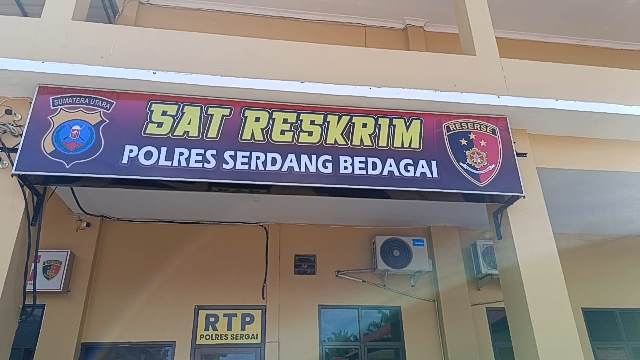 SUMATERA UTARA
SAT RESKRIM
POLRES SERDANG BEDAGAI
RESERSE
RTP
POLRES SERGAI